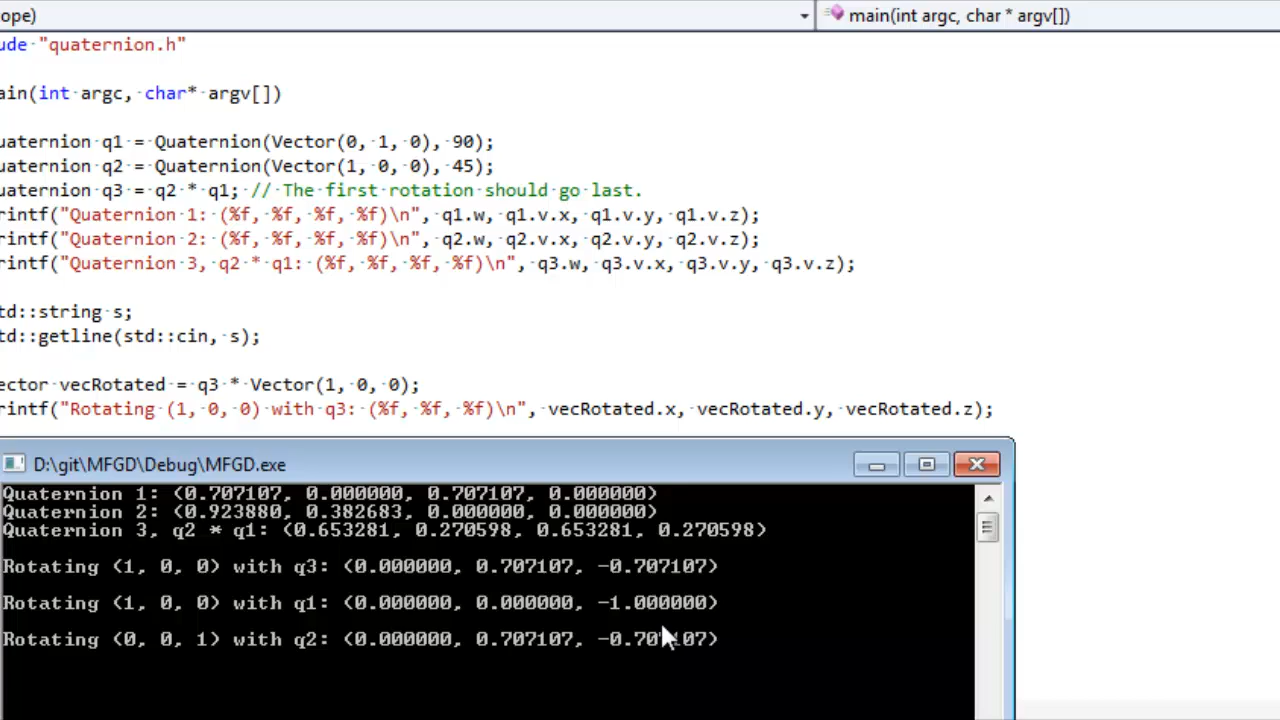 ope) main(int argc, char * argv[])
ude "quaternion.h"
ain(int argc, char* argv[])
uaternion q1 = Quaternion(Vector(0, 1, 0), 90);
uaternion q2 = Quaternion(Vector(1, 0, 0), 45);
uaternion q3 = q2 * q1; // The first rotation should go last.
rintf("Quaternion 1: (%f, %f, %f, %f)\n", q1.w, q1.v.x, q1.v.y, q1.v.z);
rintf("Quaternion 2: (%f, %f, %f, %f)\n", q2.w, q2.v.x, q2.v.y, q2.v.z);
rintf("Quaternion 3, q2 * q1: (%f, %f, %f, %f)\n", q3.w, q3.v.x, q3.v.y, q3.v.z);
td::string s;
td::getline(std::cin, s);
ector vecRotated = q3 * Vector(1, 0, 0);
rintf("Rotating (1, 0, 0) with q3: (%f, %f, %f)\n", vecRotated.x, vecRotated.y, vecRotated.z);
D:\git\MFGD\Debug\MFGD.exe
Quaternion 1: (0.707107, 0.000000, 0.707107, 0.000000)
Quaternion 2: (0.923880, 0.382683, 0.000000, 0.000000)
Quaternion 3, q2 * q1: (0.653281, 0.270598, 0.653281, 0.270598)
Rotating (1, 0, 0) with q3: (0.000000, 0.707107, -0.707107)
Rotating (1, 0, 0) with q1: (0.000000, 0.000000, -1.000000)
Rotating (0, 0, 1) with q2: (0.000000, 0.707107, -0.707107)